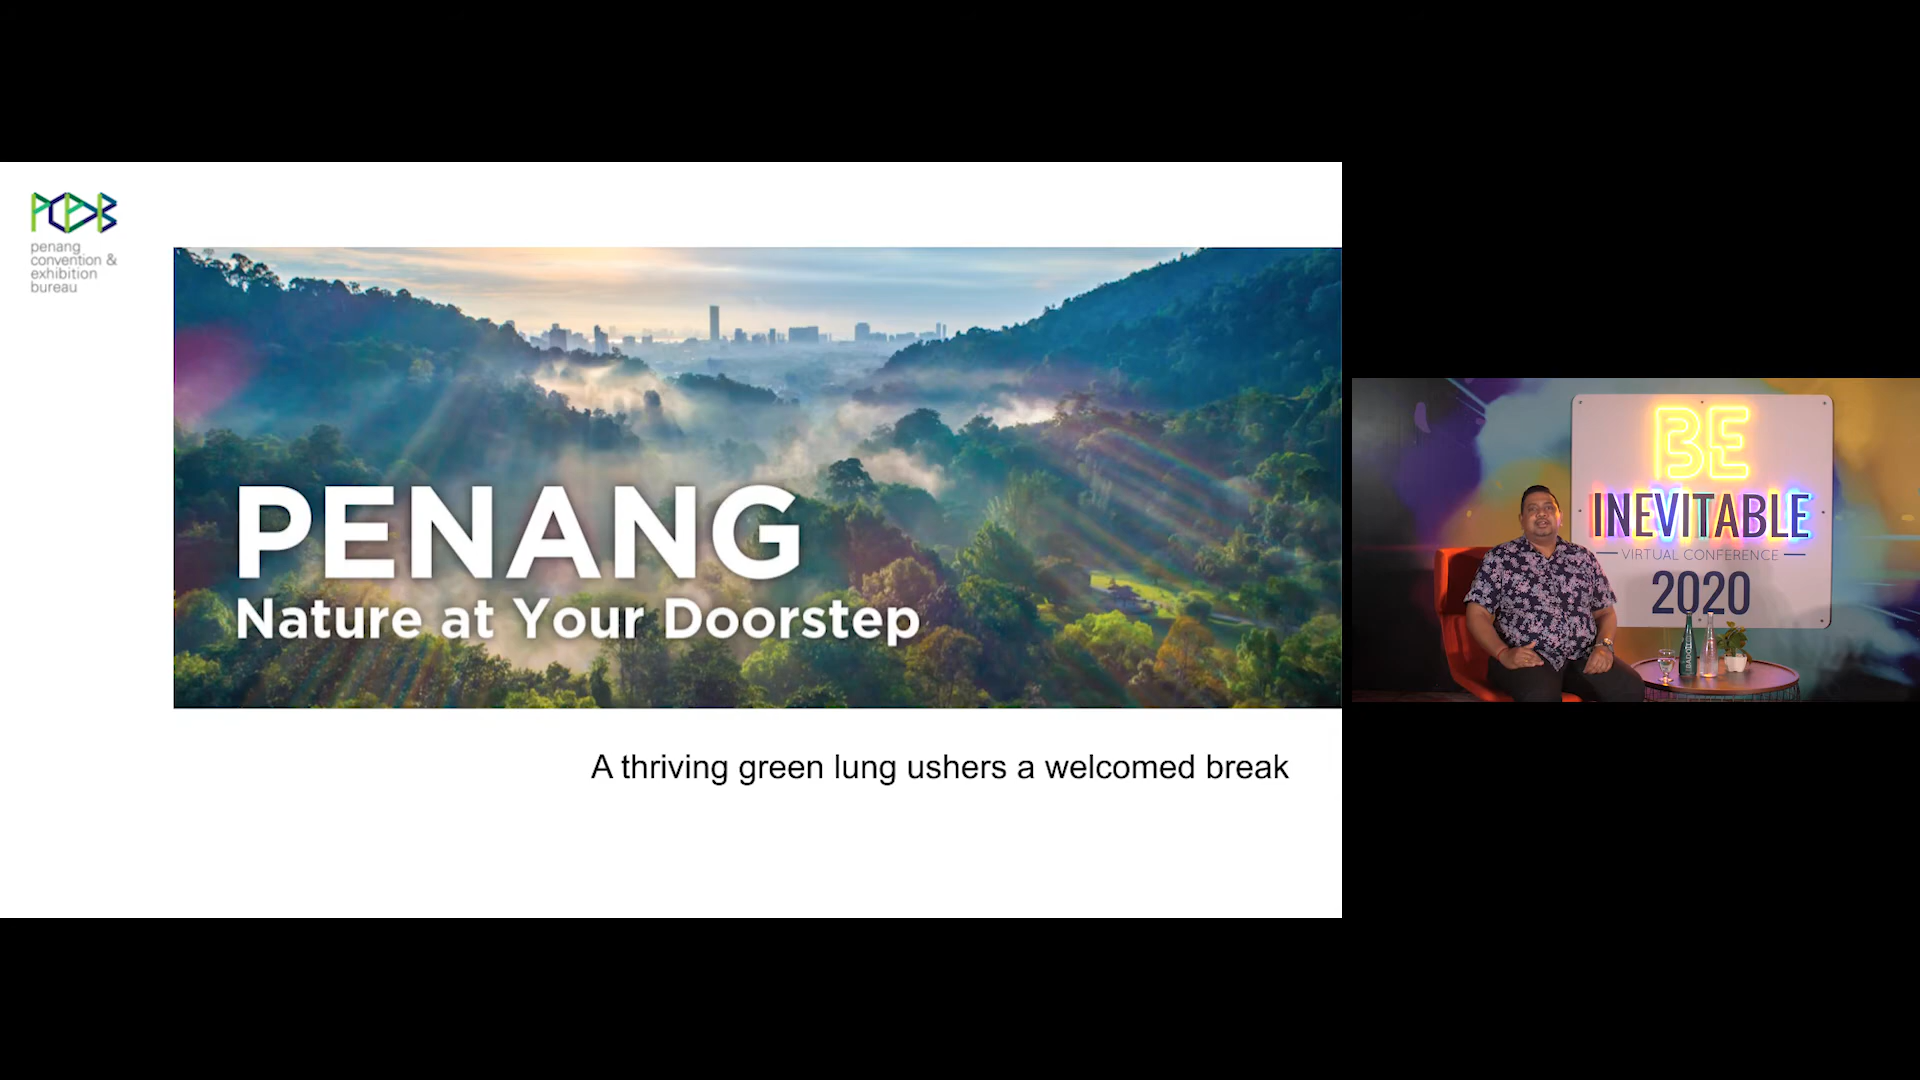 PCEB
penang
convention &
exhibition
bureau
PENANG
Nature at Your Doorstep
A thriving green lung ushers a welcomed break
BE
INEVITABLE
VIRTUAL CONFERENCE
2020